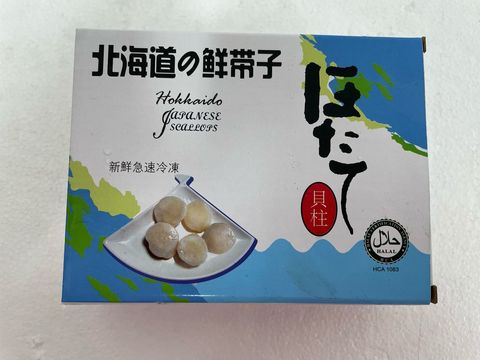 北海道の鮮带子
Hokkaido
JAPANESE
SCALLOPS
新鮮急速冷凍
ほたて
貝柱
حلال
HALAL
HCA 1083